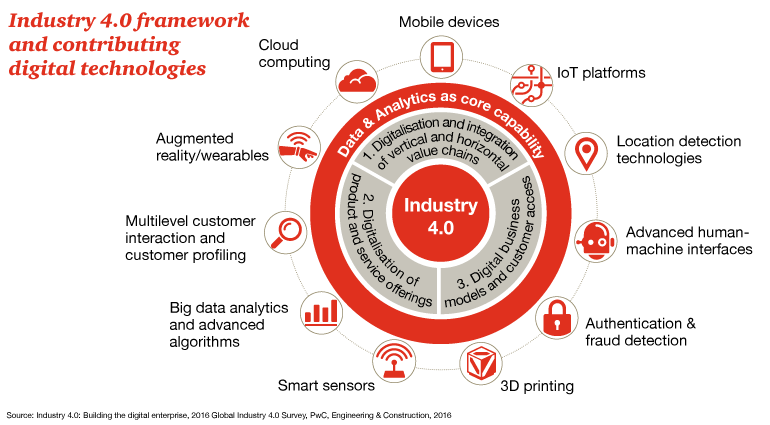 Industry 4.0 framework
and contributing
digital technologies
Mobile devices
Cloud
computing
IoT platforms
Augmented
reality/wearables
Location detection
technologies
Multilevel customer
interaction and
customer profiling
Advanced human-
machine interfaces
Big data analytics
and advanced
algorithms
Authentication &
fraud detection
Smart sensors
3D printing
Data & Analytics as core capability
1. Digitalisation and integration
of vertical and horizontal
value chains
2. Digitalisation of
product and service offerings
3. Digital business
models and customer access
Industry
4.0
Source: Industry 4.0: Building the digital enterprise, 2016 Global Industry 4.0 Survey, PwC, Engineering & Construction, 2016